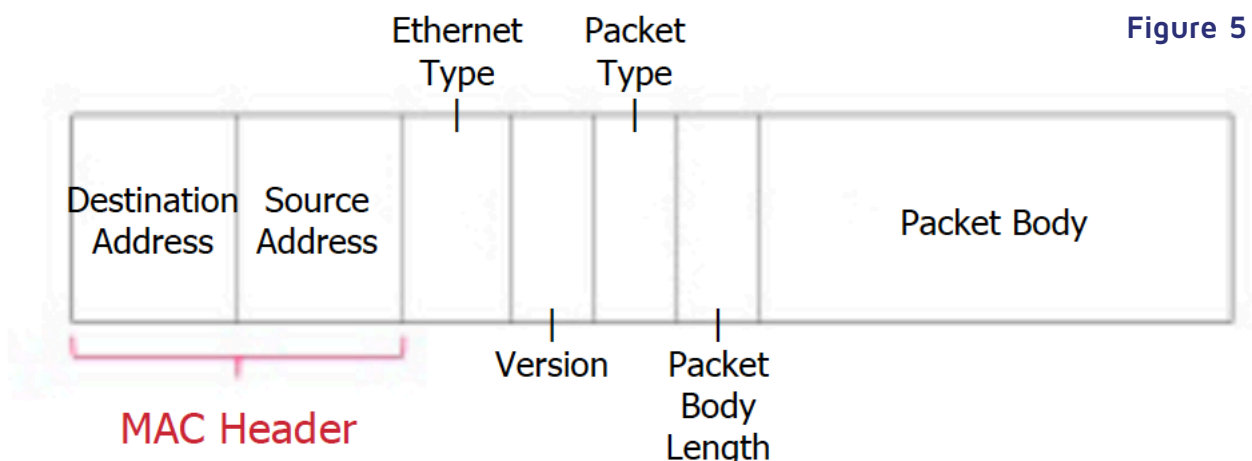 Figure 5
Ethernet
Type
Packet
Type
Destination
Address
Source
Address
Packet Body
Version
Packet
Body
Length
MAC Header